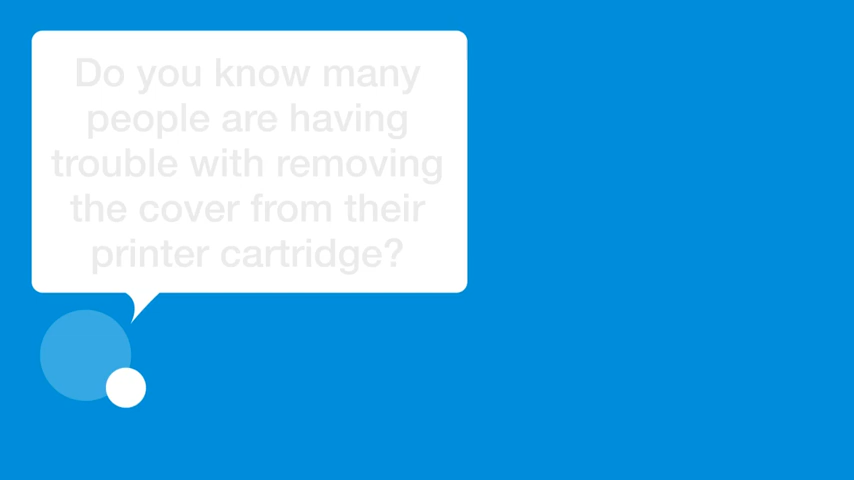 Do you know many
people are having
trouble with removing
the cover from their
printer cartridge?